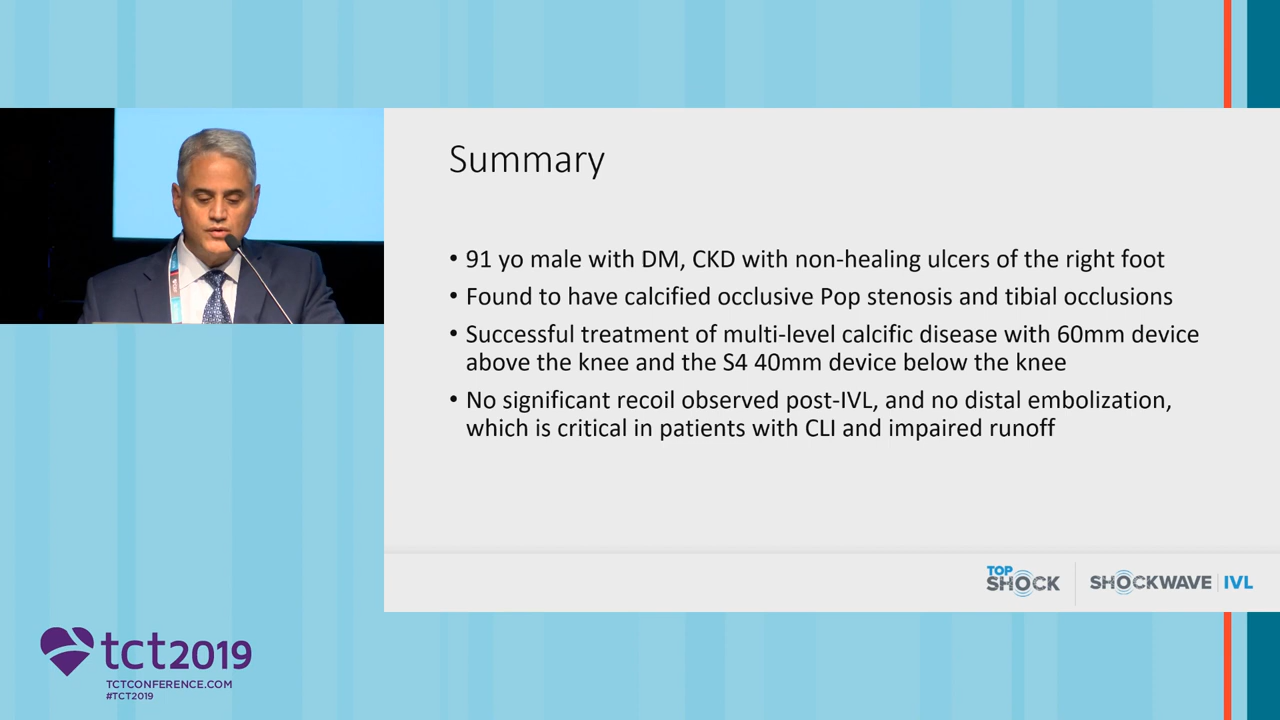 Summary
• 91 yo male with DM, CKD with non-healing ulcers of the right foot
• Found to have calcified occlusive Pop stenosis and tibial occlusions
• Successful treatment of multi-level calcific disease with 60mm device
above the knee and the S4 40mm device below the knee
• No significant recoil observed post-IVL, and no distal embolization,
which is critical in patients with CLI and impaired runoff
TOP
SHOCK
SHOCKWAVE | IVL
tct2019
TCTCONFERENCE.COM
#TCT2019